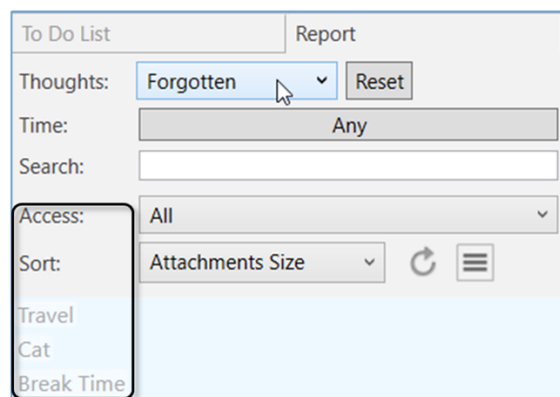 To Do List Report
Thoughts: Forgotten Reset
Time: Any
Search:
Access: All
Sort: Attachments Size
Travel
Cat
Break Time